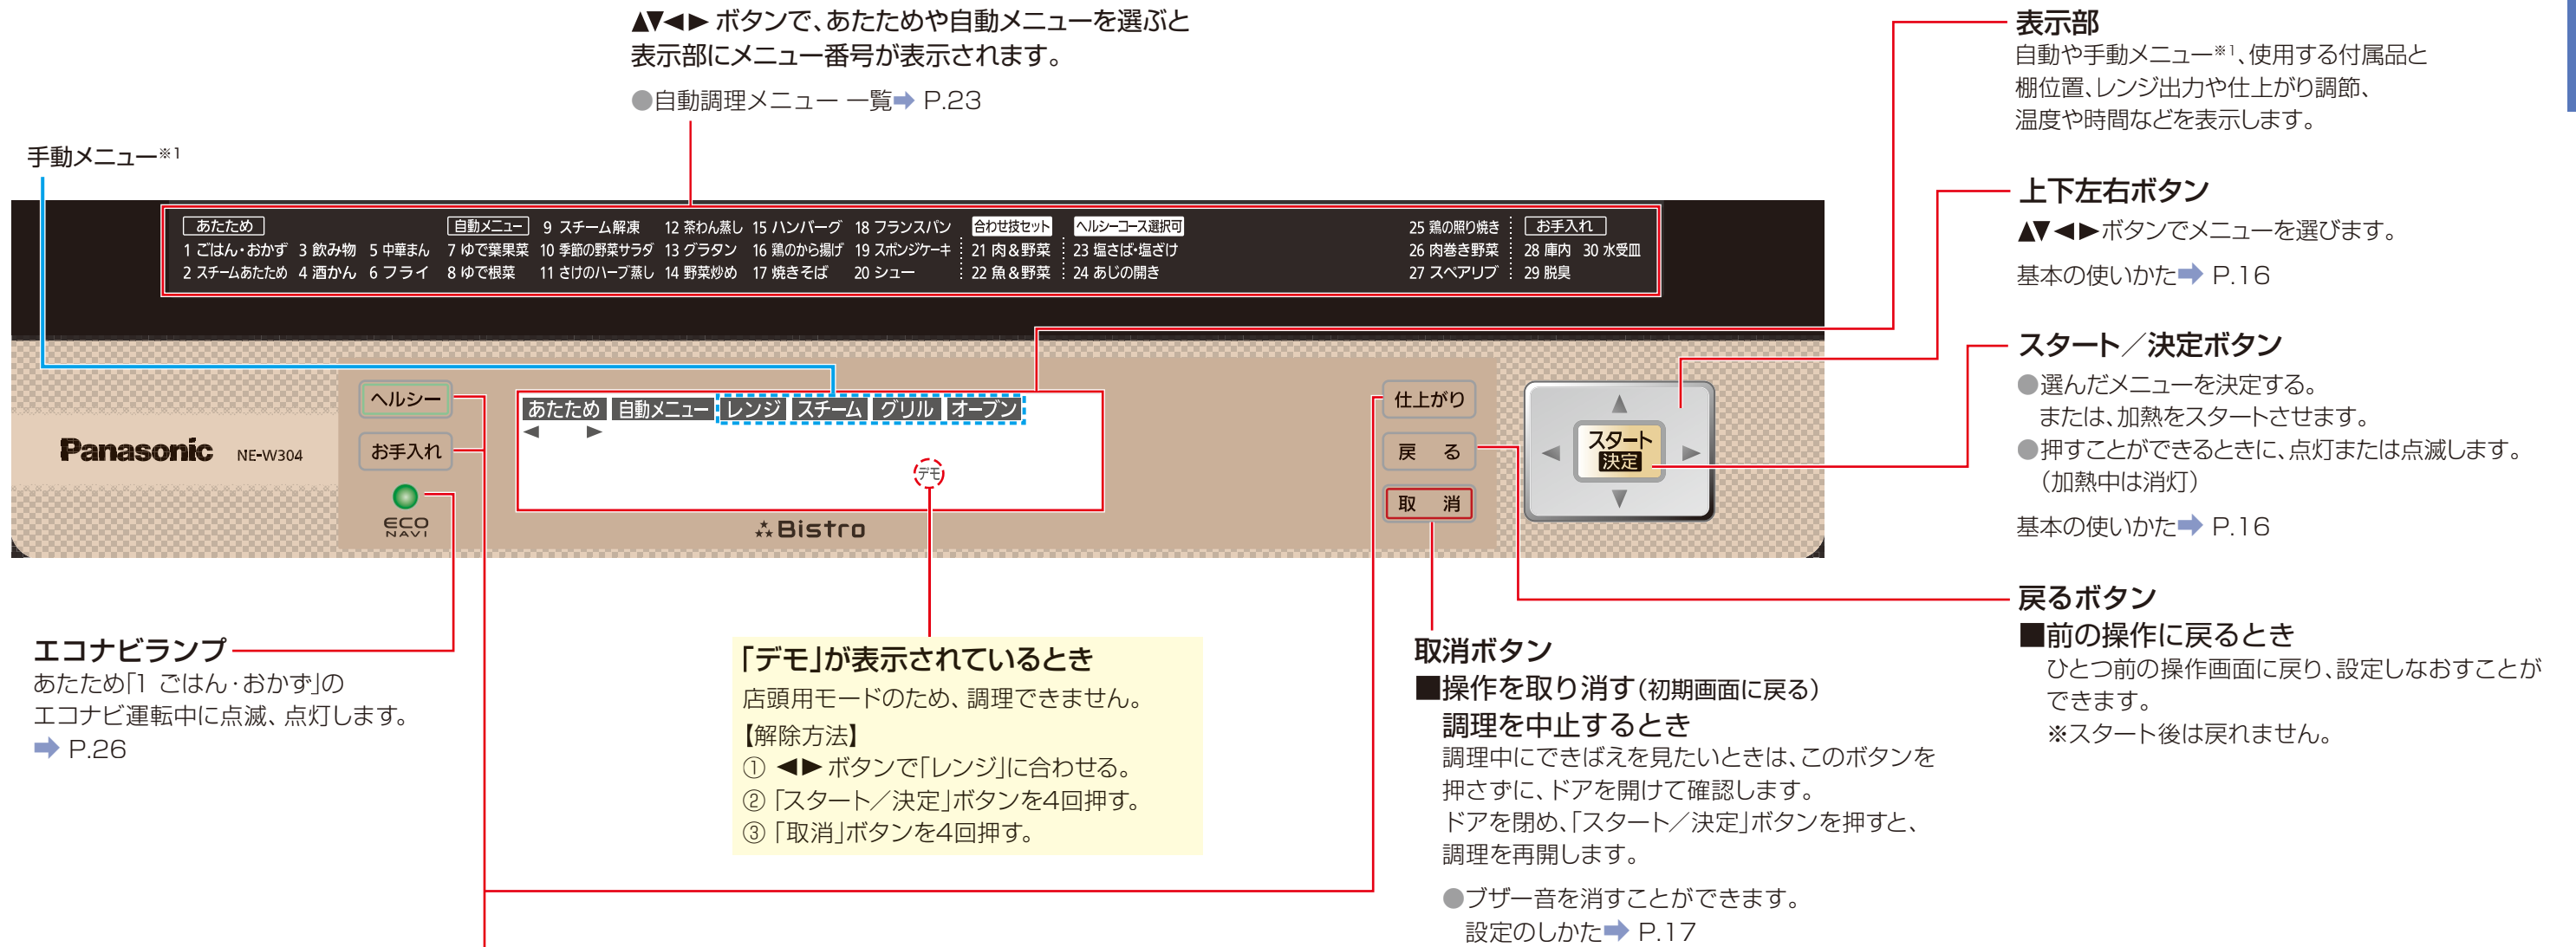 ▲▼◀▶ ボタンで、あたためや自動メニューを選ぶと
表示部にメニュー番号が表示されます。
●自動調理メニュー 一覧➡ P.23
手動メニュー※1
あたため
1 ごはん・おかず 3 飲み物 5 中華まん
2 スチームあたため 4 酒かん 6 フライ
自動メニュー 9 スチーム解凍 12 茶わん蒸し 15 ハンバーグ 18 フランスパン
7 ゆで葉果菜 10 季節の野菜サラダ 13 グラタン 16 鶏のから揚げ 19 スポンジケーキ
8 ゆで根菜 11 さけのハーブ蒸し 14 野菜炒め 17 焼きそば 20 シュー
合わせ技セット
21 肉&野菜
22 魚&野菜
ヘルシーコース選択可
23 塩さば・塩ざけ
24 あじの開き
25 鶏の照り焼き
26 肉巻き野菜
27 スペアリブ
お手入れ
28 庫内 30 水受皿
29 脱臭
Panasonic NE-W304
ヘルシー
お手入れ
ECO
NAVI
あたため 自動メニュー レンジ スチーム グリル オーブン
◀ ▶
デモ
Bistro
仕上がり
戻る
取消
▲
◀ スタート ▶
決定
▼
表示部
自動や手動メニュー※1、使用する付属品と
棚位置、レンジ出力や仕上がり調節、
温度や時間などを表示します。
上下左右ボタン
▲▼◀▶ボタンでメニューを選びます。
基本の使いかた➡ P.16
スタート/決定ボタン
●選んだメニューを決定する。
または、加熱をスタートさせます。
●押すことができるときに、点灯または点滅します。
(加熱中は消灯)
基本の使いかた➡ P.16
戻るボタン
■前の操作に戻るとき
ひとつ前の操作画面に戻り、設定しなおすことが
できます。
※スタート後は戻れません。
エコナビランプ
あたため「1 ごはん・おかず」の
エコナビ運転中に点滅、点灯します。
➡ P.26
「デモ」が表示されているとき
店頭用モードのため、調理できません。
【解除方法】
① ◀▶ ボタンで「レンジ」に合わせる。
② 「スタート/決定」ボタンを4回押す。
③ 「取消」ボタンを4回押す。
取消ボタン
■操作を取り消す(初期画面に戻る)
調理を中止するとき
調理中にできばえを見たいときは、このボタンを
押さずに、ドアを開けて確認します。
ドアを閉め、「スタート/決定」ボタンを押すと、
調理を再開します。
●ブザー音を消すことができます。
設定のしかた➡ P.17